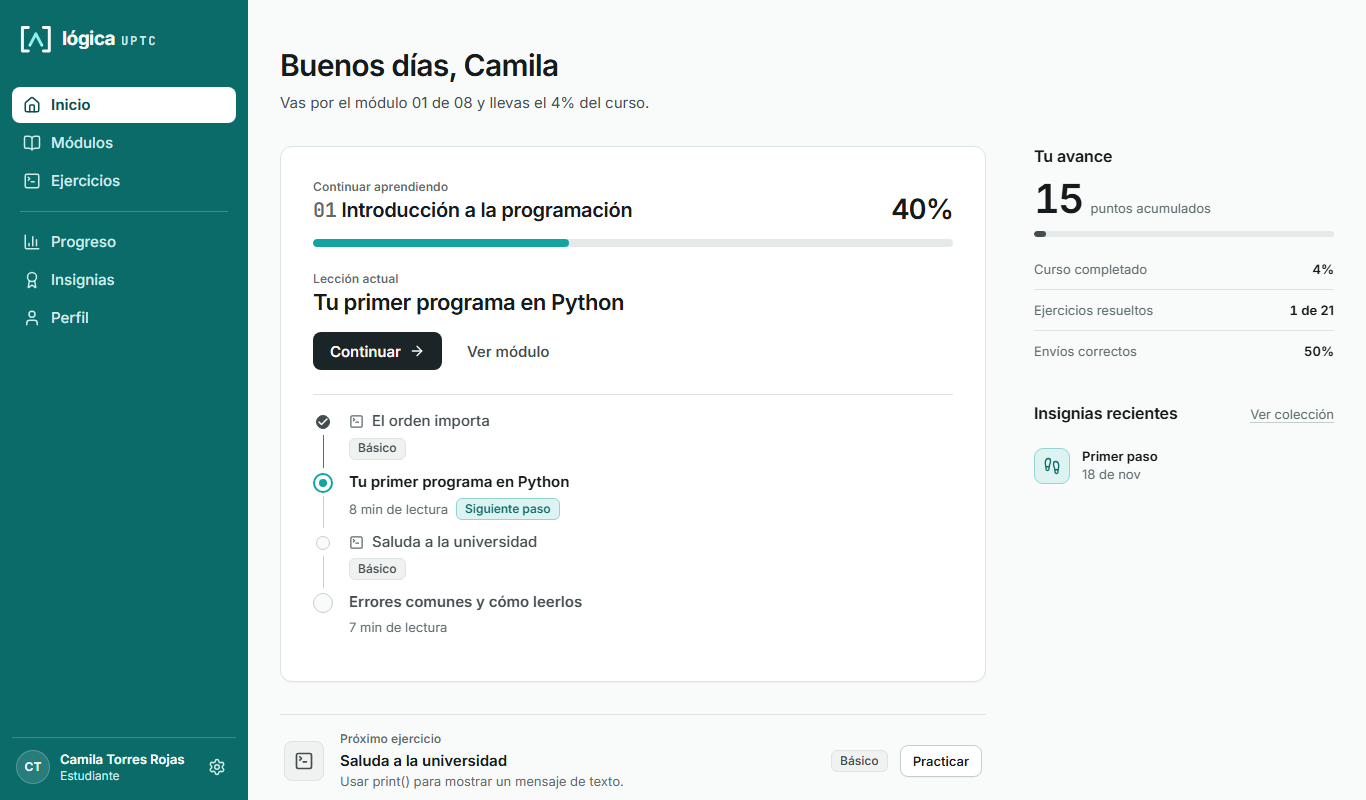 lógica UPTC
Inicio
Módulos
Ejercicios
Progreso
Insignias
Perfil
CT
Camila Torres Rojas
Estudiante
Buenos días, Camila
Vas por el módulo 01 de 08 y llevas el 4% del curso.
Continuar aprendiendo
01 Introducción a la programación
40%
Lección actual
Tu primer programa en Python
Continuar
Ver módulo
El orden importa
Básico
Tu primer programa en Python
8 min de lectura
Siguiente paso
Saluda a la universidad
Básico
Errores comunes y cómo leerlos
7 min de lectura
Próximo ejercicio
Saluda a la universidad
Usar print() para mostrar un mensaje de texto.
Básico
Practicar
Tu avance
15 puntos acumulados
Curso completado 4%
Ejercicios resueltos 1 de 21
Envíos correctos 50%
Insignias recientes
Ver colección
Primer paso
18 de nov